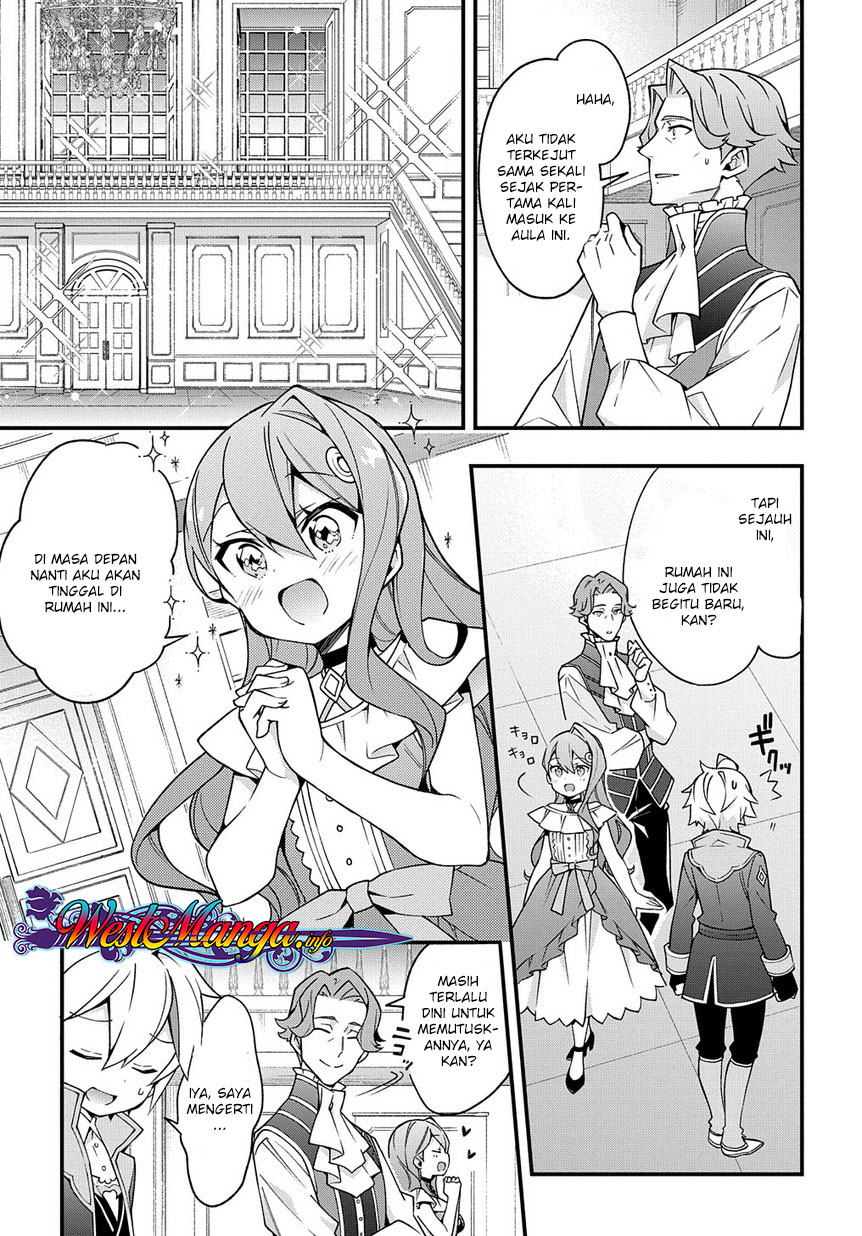 HAHA,
AKU TIDAK
TERKEJUT
SAMA SEKALI
SEJAK PER-
TAMA KALI
MASUK KE
AULA INI.
TAPI
SEJAUH
INI,
RUMAH INI
JUGA TIDAK
BEGITU BARU,
KAN?
キョロ
キョロ
ギクッ
DI MASA DEPAN
NANTI AKU AKAN
TINGGAL DI
RUMAH INI...
WestManga.info
MASIH
TERLALU
DINI UNTUK
MEMUTUSK-
ANNYA, YA
KAN?
IYA, SAYA
MENGERTI
...